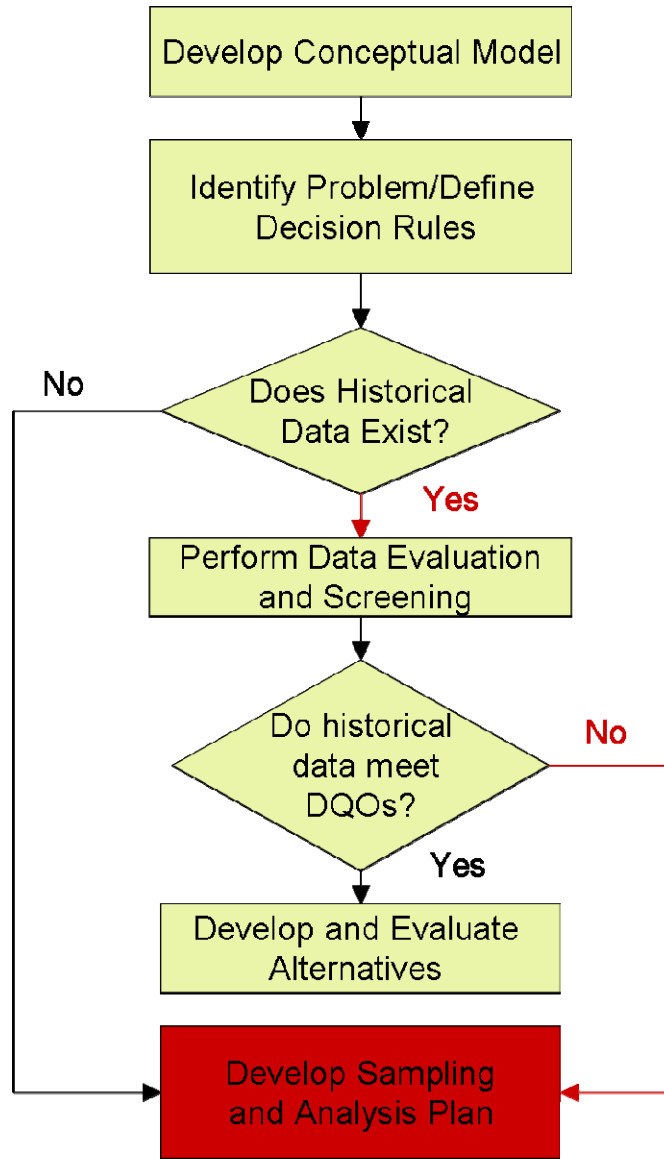 Develop Conceptual Model
Identify Problem/Define
Decision Rules
No
Does Historical
Data Exist?
Yes
Perform Data Evaluation
and Screening
Do historical
data meet
DQOs?
No
Yes
Develop and Evaluate
Alternatives
Develop Sampling
and Analysis Plan